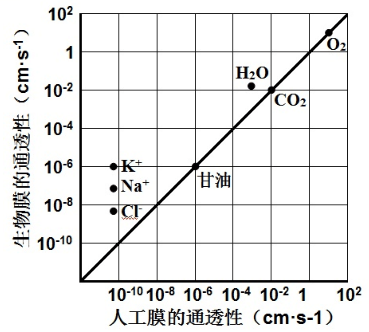 10²
1
10⁻²
10⁻⁴
10⁻⁶
10⁻⁸
10⁻¹⁰
生物膜的通透性（cm·s⁻¹）
O₂
H₂O
CO₂
K⁺
甘油
Na⁺
Cl⁻
10⁻¹⁰ 10⁻⁸ 10⁻⁶ 10⁻⁴ 10⁻² 1 10²
人工膜的通透性（cm·s-1）